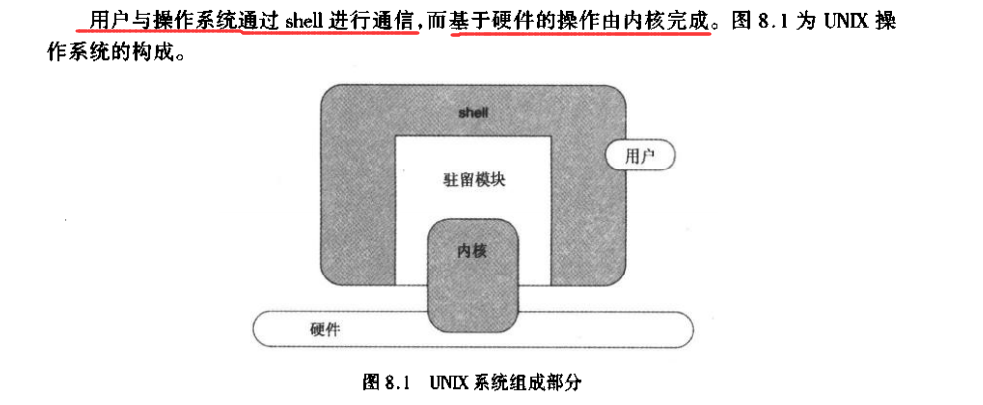 用户与操作系统通过 shell 进行通信,而基于硬件的操作由内核完成。图 8.1 为 UNIX 操
作系统的构成。
shell
用户
驻留模块
内核
硬件
图 8.1 UNIX 系统组成部分